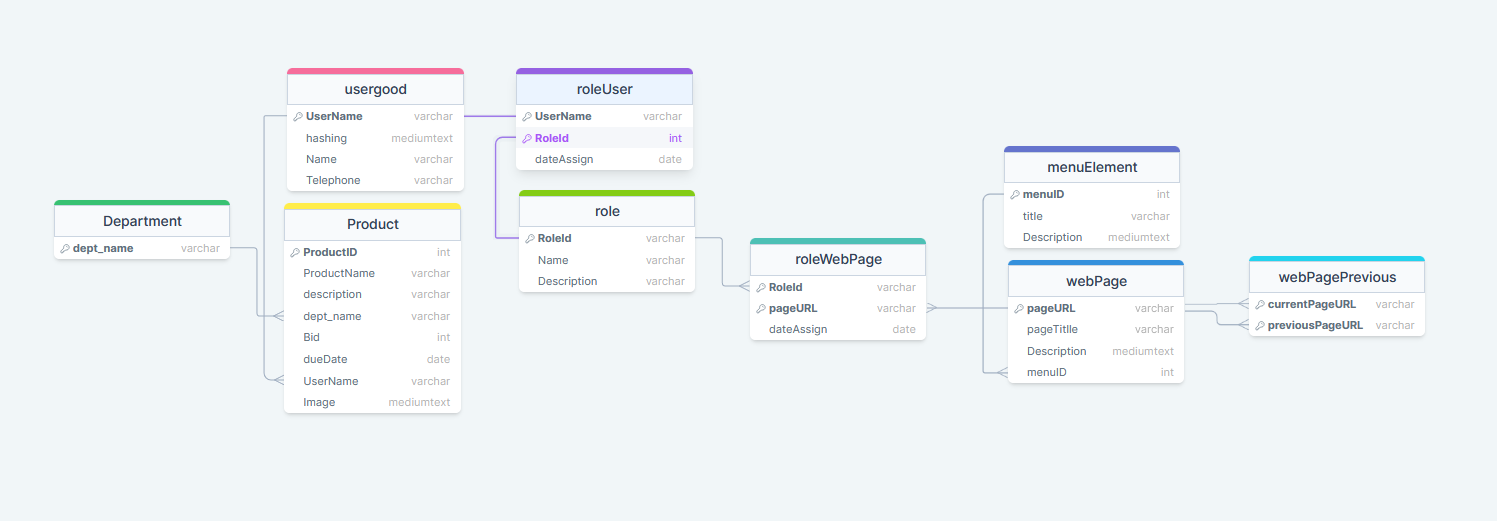 usergood
UserName varchar
hashing mediumtext
Name varchar
Telephone varchar
roleUser
UserName varchar
RoleId int
dateAssign date
Department
dept_name varchar
Product
ProductID int
ProductName varchar
description varchar
dept_name varchar
Bid int
dueDate date
UserName varchar
Image mediumtext
role
RoleId varchar
Name varchar
Description varchar
roleWebPage
RoleId varchar
pageURL varchar
dateAssign date
menuElement
menuID int
title varchar
Description mediumtext
webPage
pageURL varchar
pageTitlle varchar
Description mediumtext
menuID int
webPagePrevious
currentPageURL varchar
previousPageURL varchar